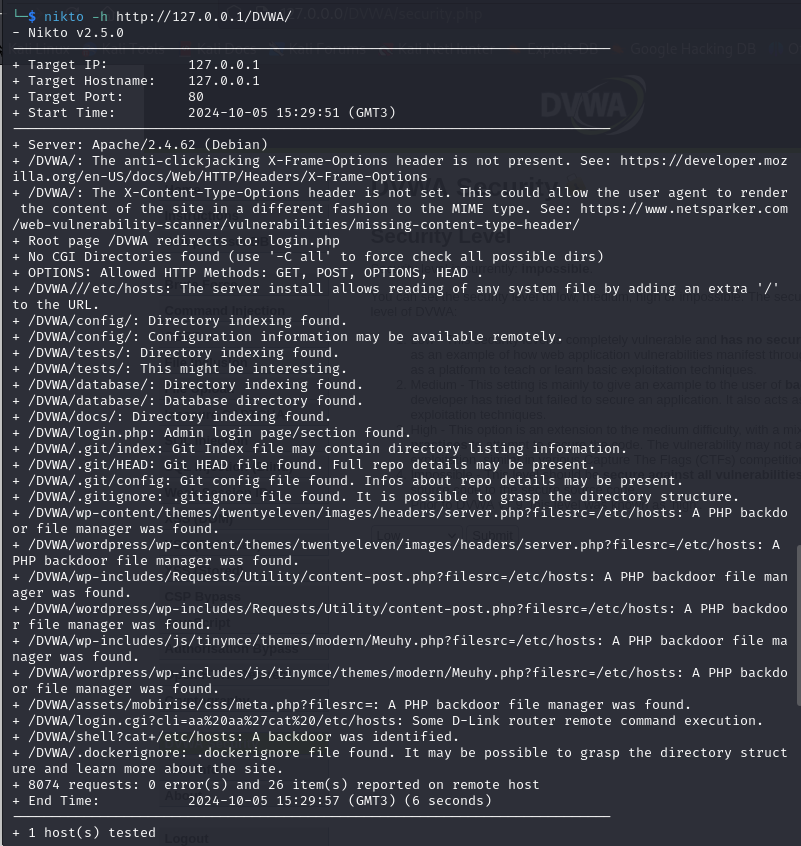 └─$ nikto -h http://127.0.0.1/DVWA/
- Nikto v2.5.0
+ Target IP:          127.0.0.1
+ Target Hostname:    127.0.0.1
+ Target Port:        80
+ Start Time:         2024-10-05 15:29:51 (GMT3)
+ Server: Apache/2.4.62 (Debian)
+ /DVWA/: The anti-clickjacking X-Frame-Options header is not present. See: https://developer.moz
illa.org/en-US/docs/Web/HTTP/Headers/X-Frame-Options
+ /DVWA/: The X-Content-Type-Options header is not set. This could allow the user agent to render
 the content of the site in a different fashion to the MIME type. See: https://www.netsparker.com
/web-vulnerability-scanner/vulnerabilities/missing-content-type-header/
+ Root page /DVWA redirects to: login.php
+ No CGI Directories found (use '-C all' to force check all possible dirs)
+ OPTIONS: Allowed HTTP Methods: GET, POST, OPTIONS, HEAD .
+ /DVWA///etc/hosts: The server install allows reading of any system file by adding an extra '/'
to the URL.
+ /DVWA/config/: Directory indexing found.
+ /DVWA/config/: Configuration information may be available remotely.
+ /DVWA/tests/: Directory indexing found.
+ /DVWA/tests/: This might be interesting.
+ /DVWA/database/: Directory indexing found.
+ /DVWA/database/: Database directory found.
+ /DVWA/docs/: Directory indexing found.
+ /DVWA/login.php: Admin login page/section found.
+ /DVWA/.git/index: Git Index file may contain directory listing information.
+ /DVWA/.git/HEAD: Git HEAD file found. Full repo details may be present.
+ /DVWA/.git/config: Git config file found. Infos about repo details may be present.
+ /DVWA/.gitignore: .gitignore file found. It is possible to grasp the directory structure.
+ /DVWA/wp-content/themes/twentyeleven/images/headers/server.php?filesrc=/etc/hosts: A PHP backdo
or file manager was found.
+ /DVWA/wordpress/wp-content/themes/twentyeleven/images/headers/server.php?filesrc=/etc/hosts: A
PHP backdoor file manager was found.
+ /DVWA/wp-includes/Requests/Utility/content-post.php?filesrc=/etc/hosts: A PHP backdoor file man
ager was found.
+ /DVWA/wordpress/wp-includes/Requests/Utility/content-post.php?filesrc=/etc/hosts: A PHP backdoo
r file manager was found.
+ /DVWA/wp-includes/js/tinymce/themes/modern/Meuhy.php?filesrc=/etc/hosts: A PHP backdoor file ma
nager was found.
+ /DVWA/wordpress/wp-includes/js/tinymce/themes/modern/Meuhy.php?filesrc=/etc/hosts: A PHP backdo
or file manager was found.
+ /DVWA/assets/mobirise/css/meta.php?filesrc=: A PHP backdoor file manager was found.
+ /DVWA/login.cgi?cli=aa%20aa%27cat%20/etc/hosts: Some D-Link router remote command execution.
+ /DVWA/shell?cat+/etc/hosts: A backdoor was identified.
+ /DVWA/.dockerignore: .dockerignore file found. It may be possible to grasp the directory struct
ure and learn more about the site.
+ 8074 requests: 0 error(s) and 26 item(s) reported on remote host
+ End Time:           2024-10-05 15:29:57 (GMT3) (6 seconds)
+ 1 host(s) tested